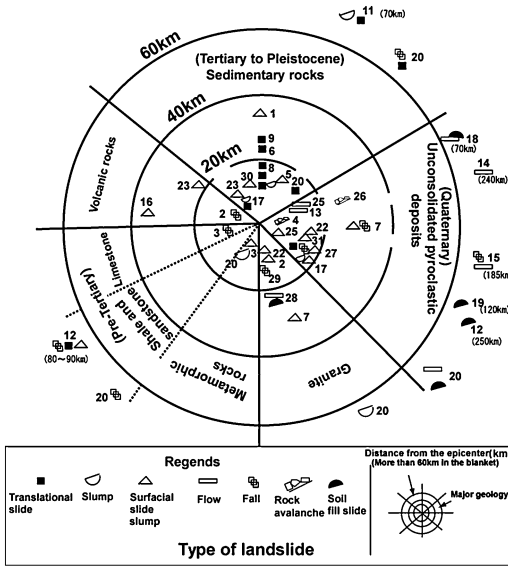 11 (70km)
60km
20
(Tertiary to Pleistocene)
Sedimentary rocks
40km
1
20km
9
6
8
18
(70km)
14
(240km)
Volcanic rocks
23
23
30
5
20
17
25
13
26
16
2
3
4
25
22
31
27
17
7
(Quaternary)
Unconsolidated pyroclastic
deposits
3
20
22
2
29
15
(185km)
28
7
19
(120km)
12
(250km)
Limestone
Shale and
sandstone
(Pre-Tertiary)
12
(80～90km)
20
Metamorphic
rocks
Granite
20
20
Regends
Translational
slide
Slump
Surfacial
slide
slump
Flow
Fall
Rock
avalanche
Soil
fill slide
Type of landslide
Distance from the epicenter(km)
(More than 60km in the blanket)
Major geology